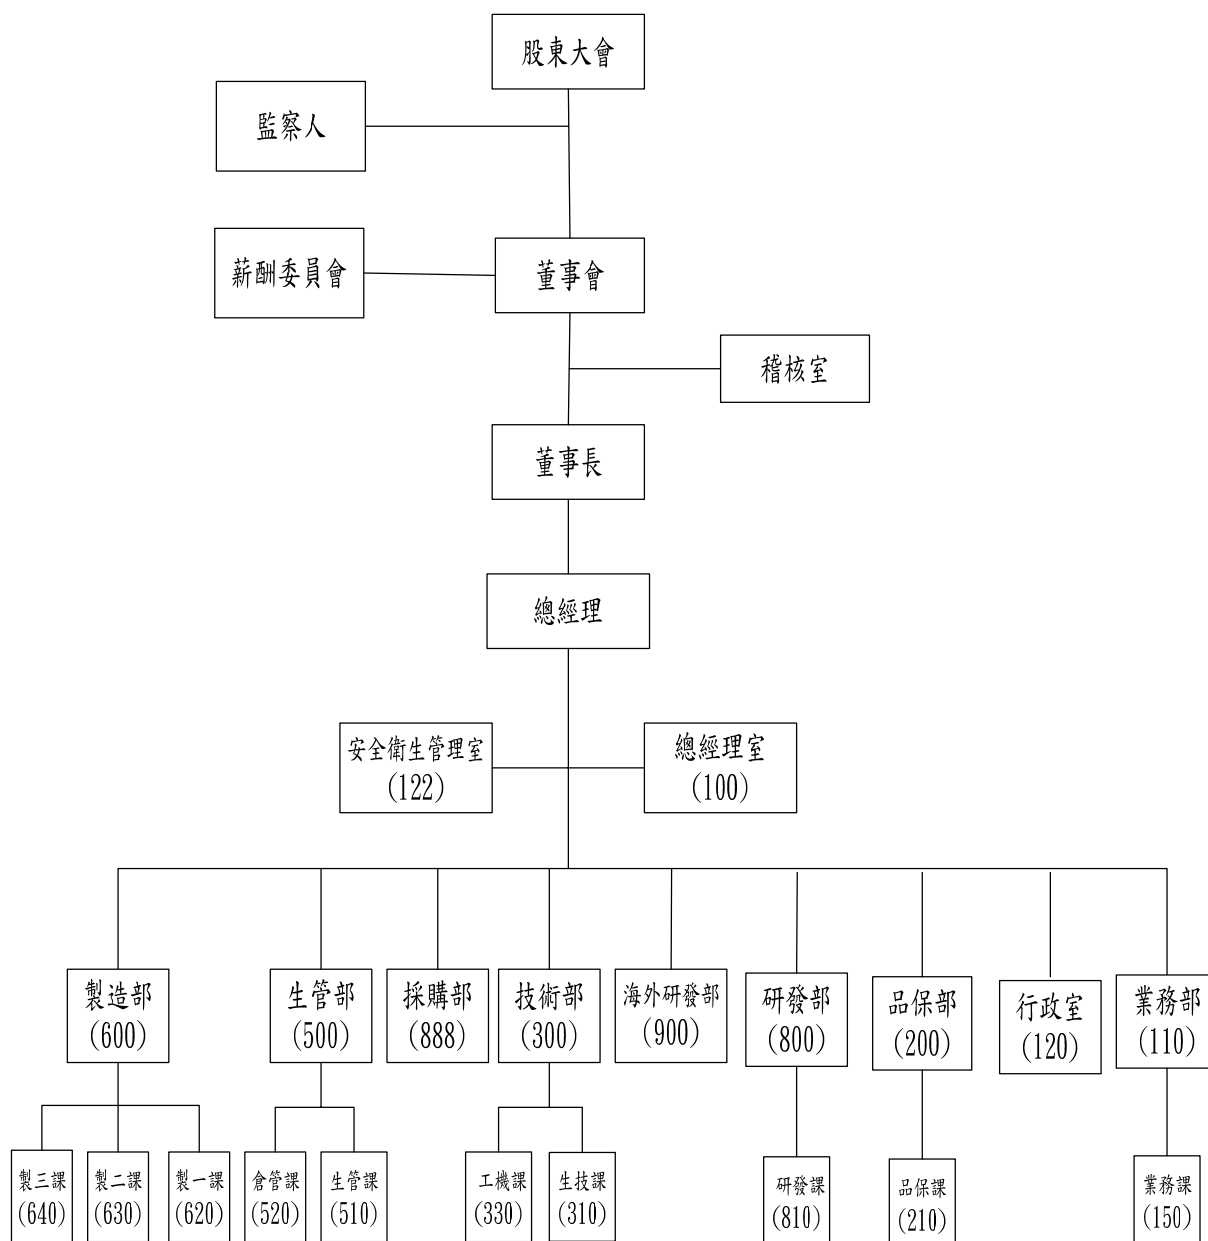 股東大會
監察人
薪酬委員會
董事會
稽核室
董事長
總經理
安全衛生管理室
(122)
總經理室
(100)
製造部
(600)
生管部
(500)
採購部
(888)
技術部
(300)
海外研發部
(900)
研發部
(800)
品保部
(200)
行政室
(120)
業務部
(110)
製三課
(640)
製二課
(630)
製一課
(620)
倉管課
(520)
生管課
(510)
工機課
(330)
生技課
(310)
研發課
(810)
品保課
(210)
業務課
(150)